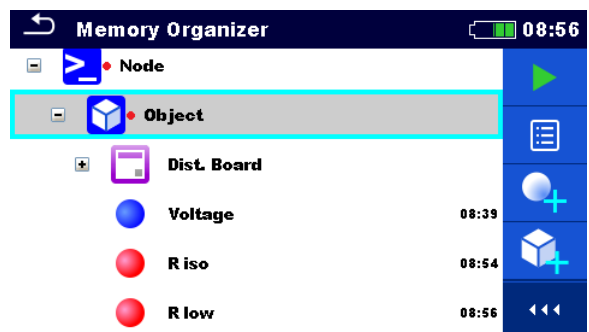 Memory Organizer 08:56
Node
Object
Dist. Board
Voltage 08:39
R iso 08:54
R low 08:56